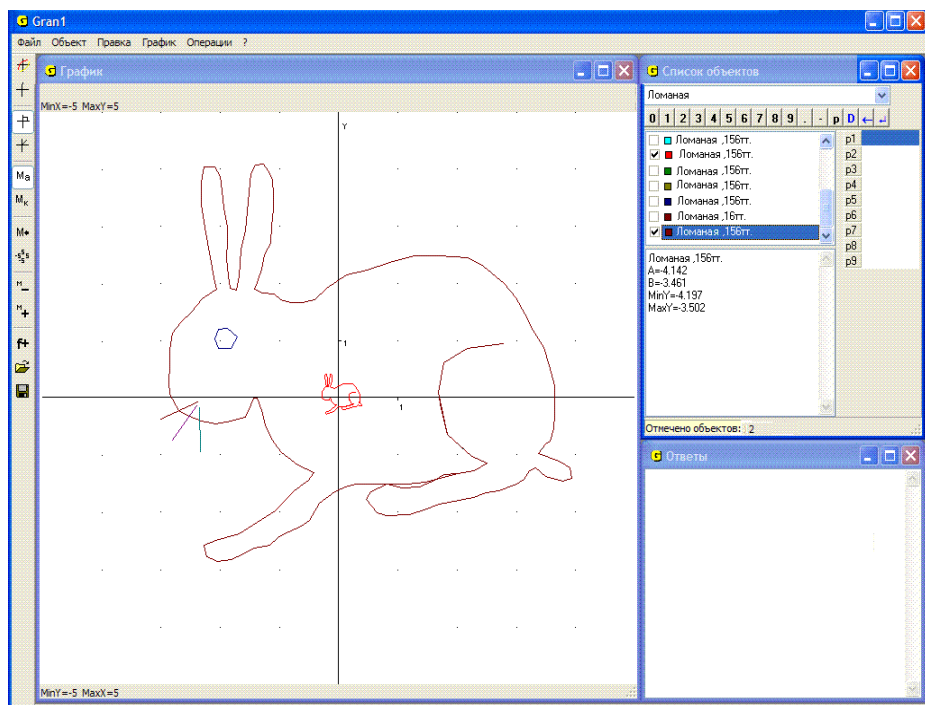 Gran1
Файл Объект Правка График Операции ?
График
MinX=-5 MaxY=5
Y
1
1
MinY=-5 MaxX=5
Ма
Мк
М*
-s s s
М
–
М
+
f+
Список объектов
Ломаная
0 1 2 3 4 5 6 7 8 9 . - p D ← ↵
Ломаная ,156тт.
Ломаная ,156тт.
Ломаная ,156тт.
Ломаная ,156тт.
Ломаная ,156тт.
Ломаная ,16тт.
Ломаная ,156тт.
p1
p2
p3
p4
p5
p6
p7
p8
p9
Ломаная ,156тт.
A=-4.142
B=-3.461
MinY=-4.197
MaxY=-3.502
Отмечено объектов: 2
Ответы